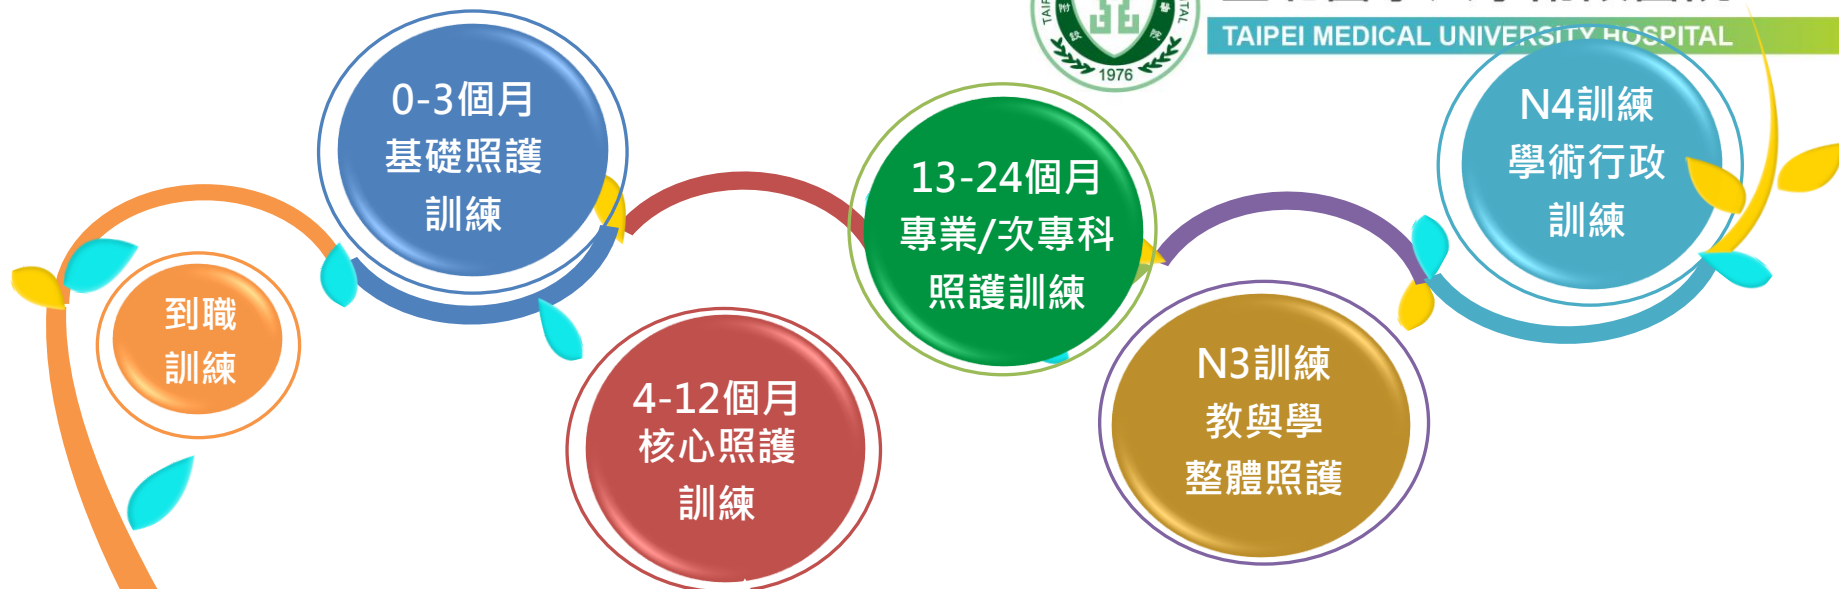 TAIPEI MEDICAL UNIVERSITY HOSPITAL
1976
到職
訓練
0-3個月
基礎照護
訓練
4-12個月
核心照護
訓練
13-24個月
專業/次專科
照護訓練
N3訓練
教與學
整體照護
N4訓練
學術行政
訓練